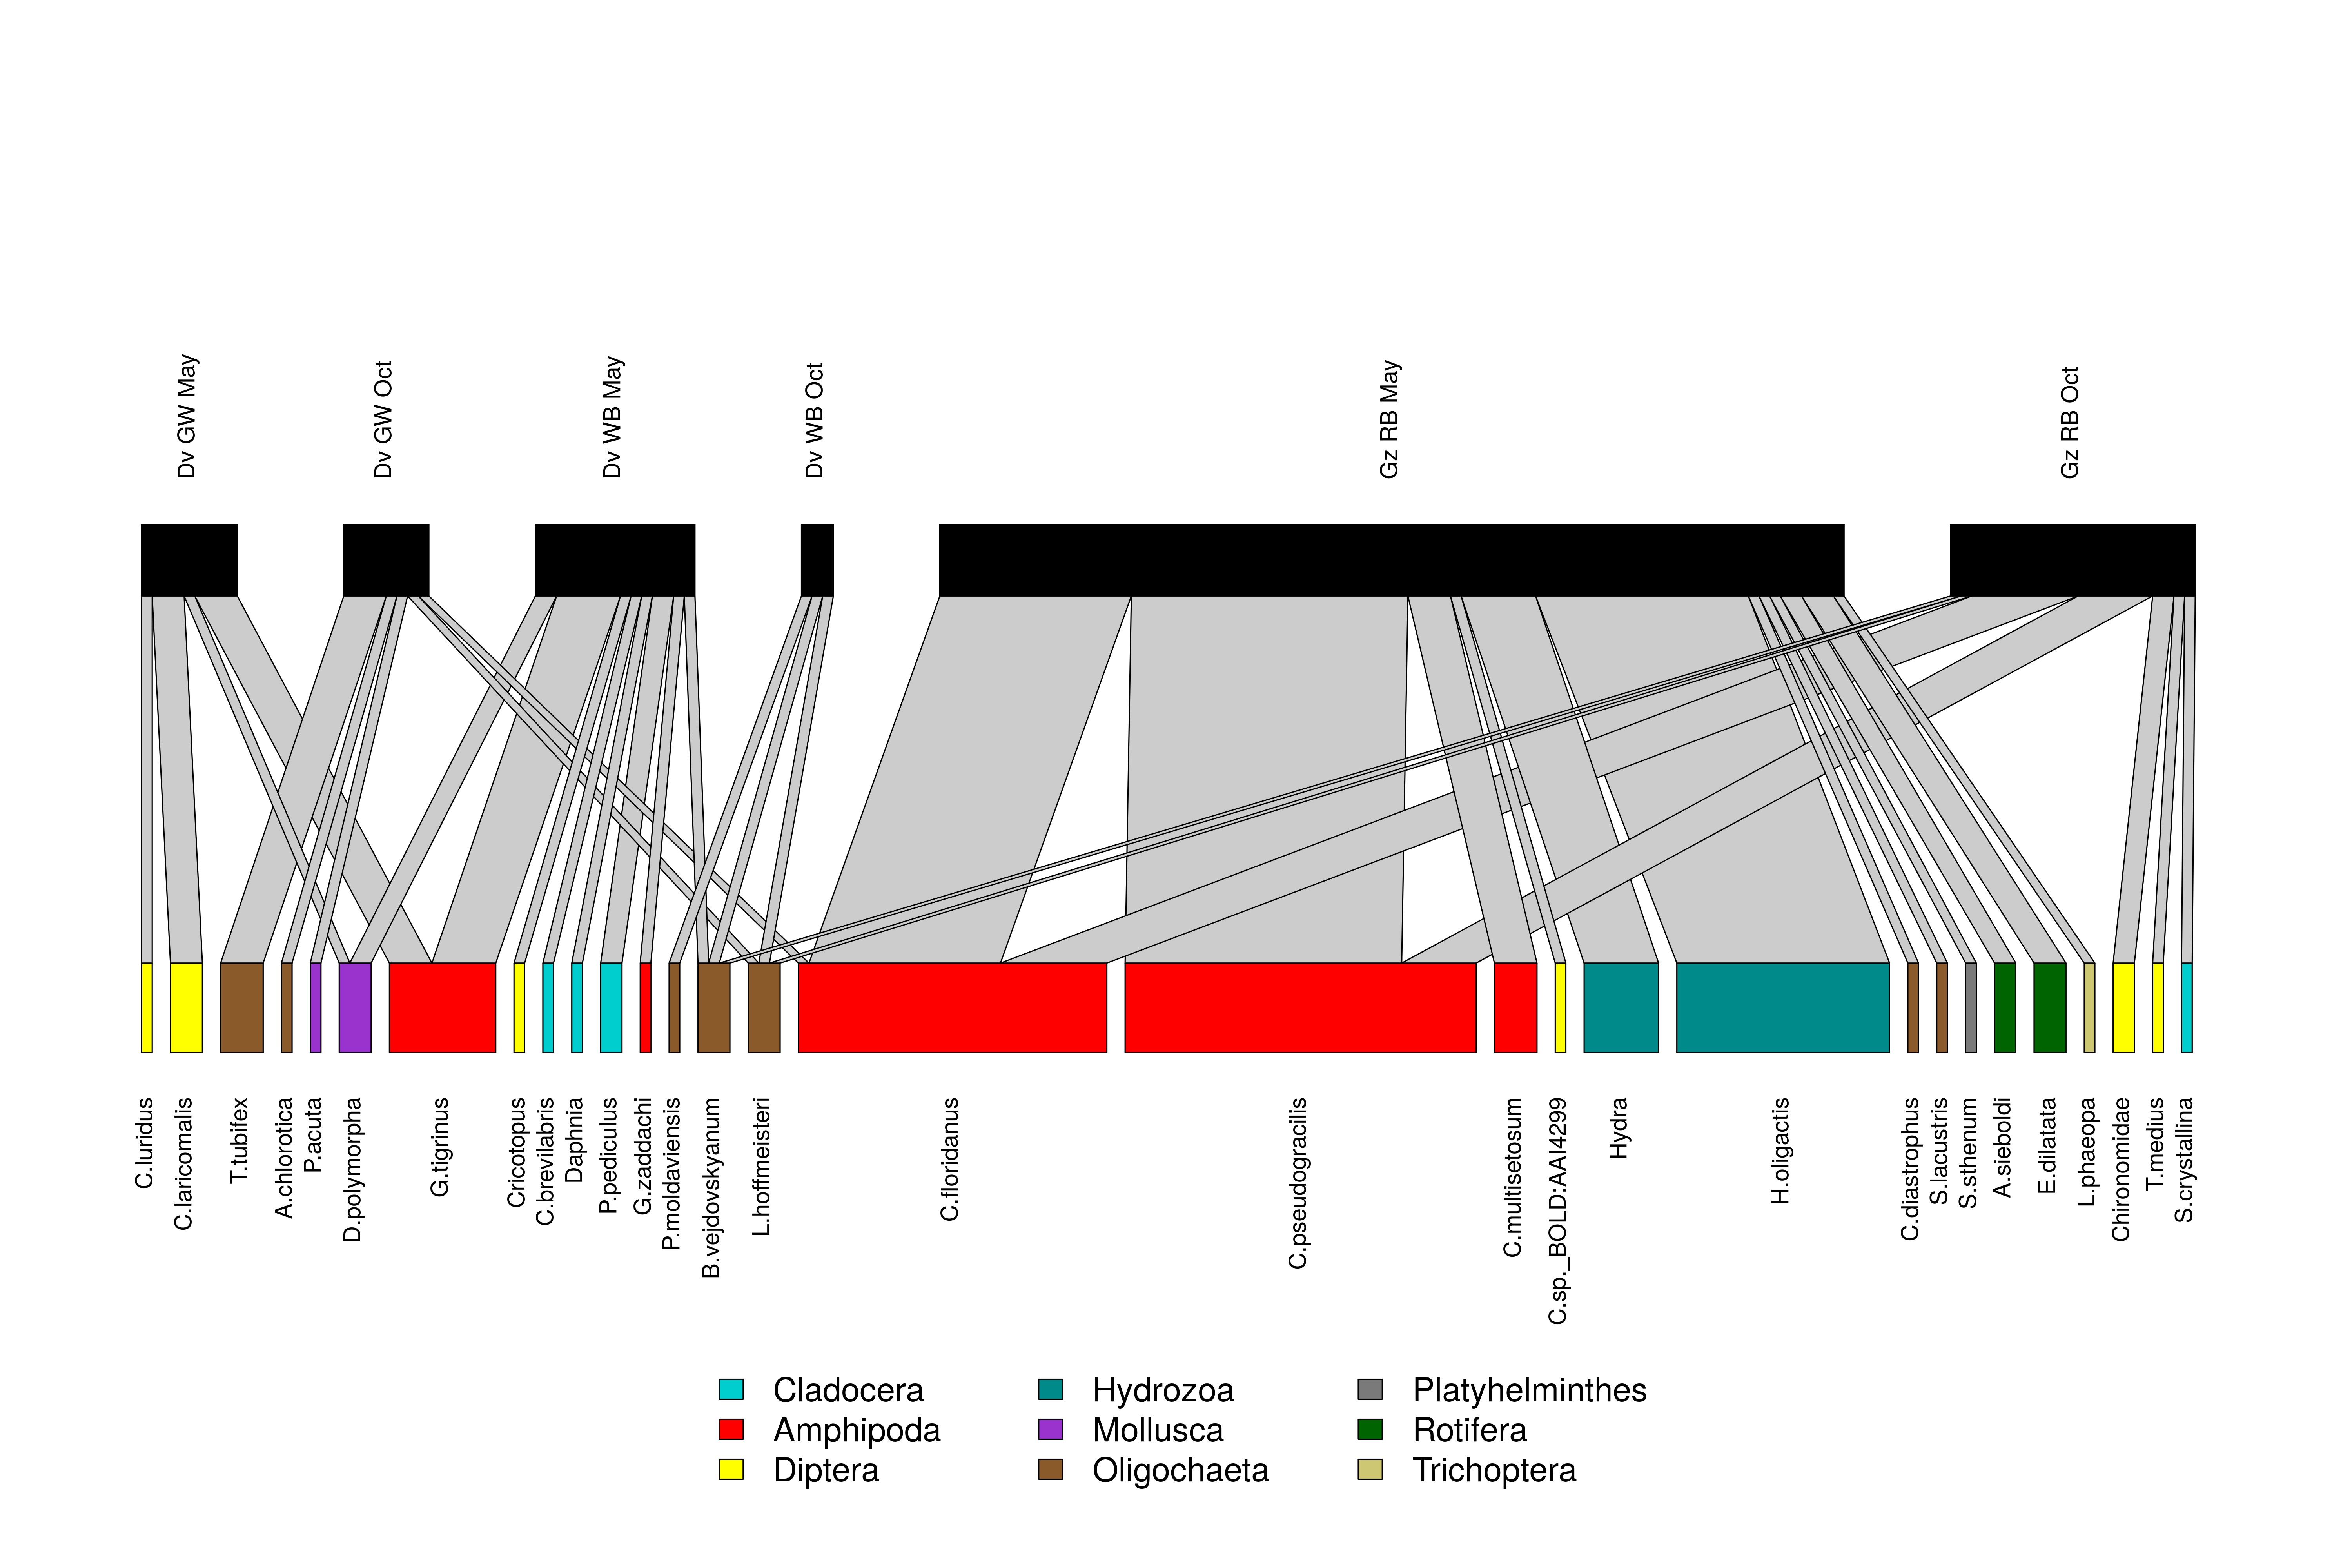 Dv GW May
Dv GW Oct
Dv WB May
Dv WB Oct
Gz RB May
Gz RB Oct
C.luridus
C.laricomalis
T.tubifex
A.chlorotica
P.acuta
D.polymorpha
G.tigrinus
Cricotopus
C.brevilabris
Daphnia
P.pediculus
G.zaddachi
P.moldaviensis
B.vejdovskyanum
L.hoffmeisteri
C.floridanus
C.pseudogracilis
C.multisetosum
C.sp._BOLD:AAI4299
Hydra
H.oligactis
C.diastrophus
S.lacustris
S.sthenum
A.sieboldi
E.dilatata
L.phaeopa
Chironomidae
T.medius
S.crystallina
Cladocera
Amphipoda
Diptera
Hydrozoa
Mollusca
Oligochaeta
Platyhelminthes
Rotifera
Trichoptera